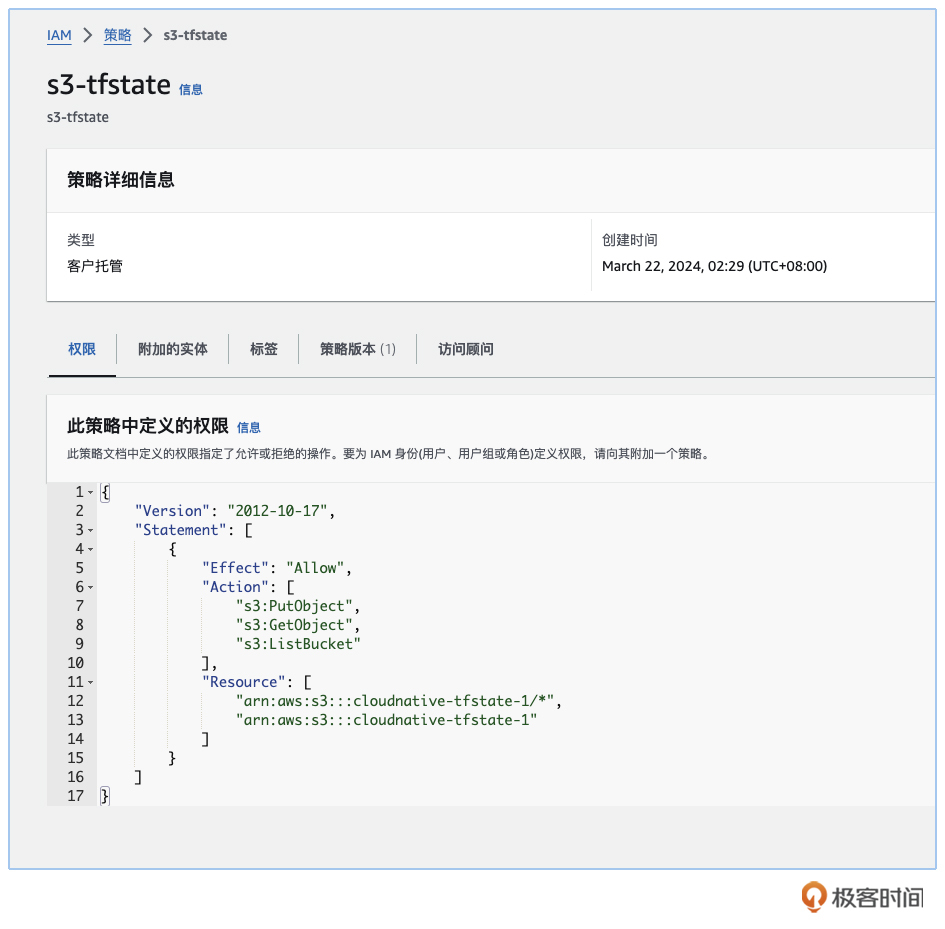 IAM > 策略 > s3-tfstate
s3-tfstate 信息
s3-tfstate
策略详细信息
类型
客户托管
创建时间
March 22, 2024, 02:29 (UTC+08:00)
权限
附加的实体
标签
策略版本 (1)
访问顾问
此策略中定义的权限 信息
此策略文档中定义的权限指定了允许或拒绝的操作。要为 IAM 身份(用户、用户组或角色)定义权限，请向其附加一个策略。
1 {
2     "Version": "2012-10-17",
3     "Statement": [
4         {
5             "Effect": "Allow",
6             "Action": [
7                 "s3:PutObject",
8                 "s3:GetObject",
9                 "s3:ListBucket"
10             ],
11             "Resource": [
12                 "arn:aws:s3:::cloudnative-tfstate-1/*",
13                 "arn:aws:s3:::cloudnative-tfstate-1"
14             ]
15         }
16     ]
17 }
极客时间